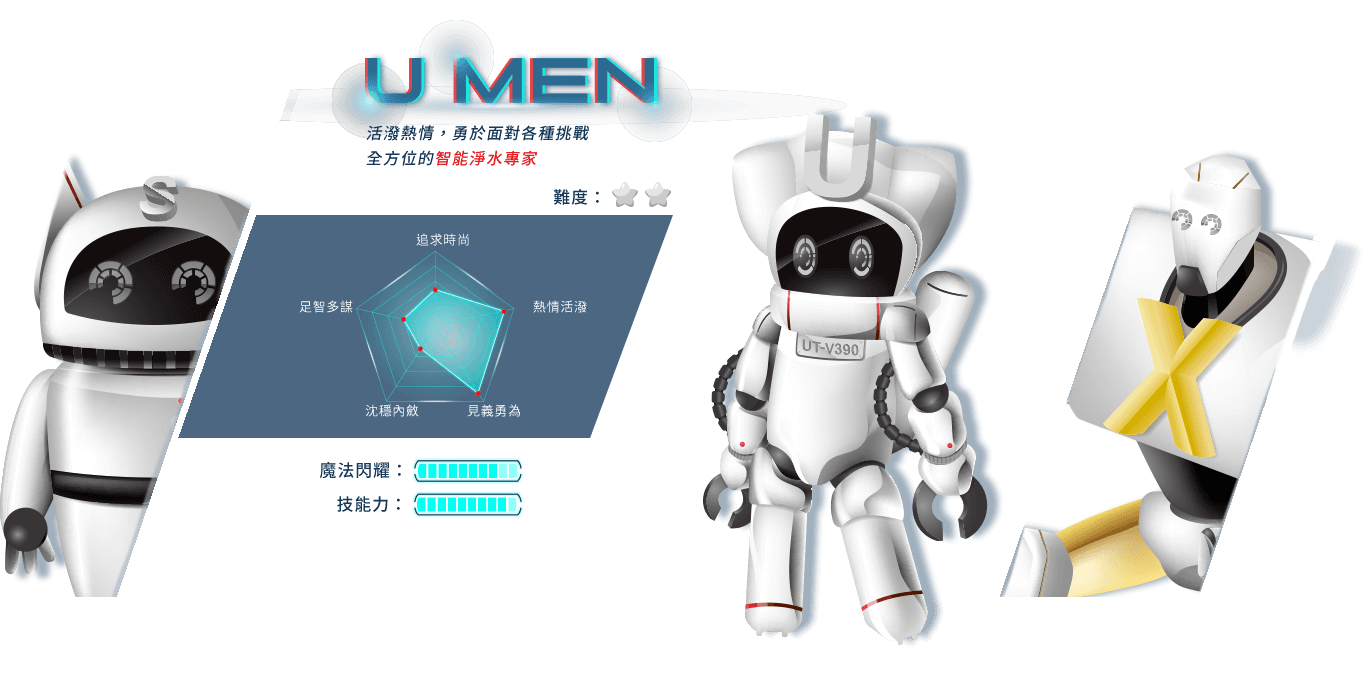 U MEN
活潑熱情，勇於面對各種挑戰
全方位的智能淨水專家
難度：
S
U
追求時尚
足智多謀
熱情活潑
沈穩內斂
見義勇為
UT-V390
X
魔法閃耀：
技能力：